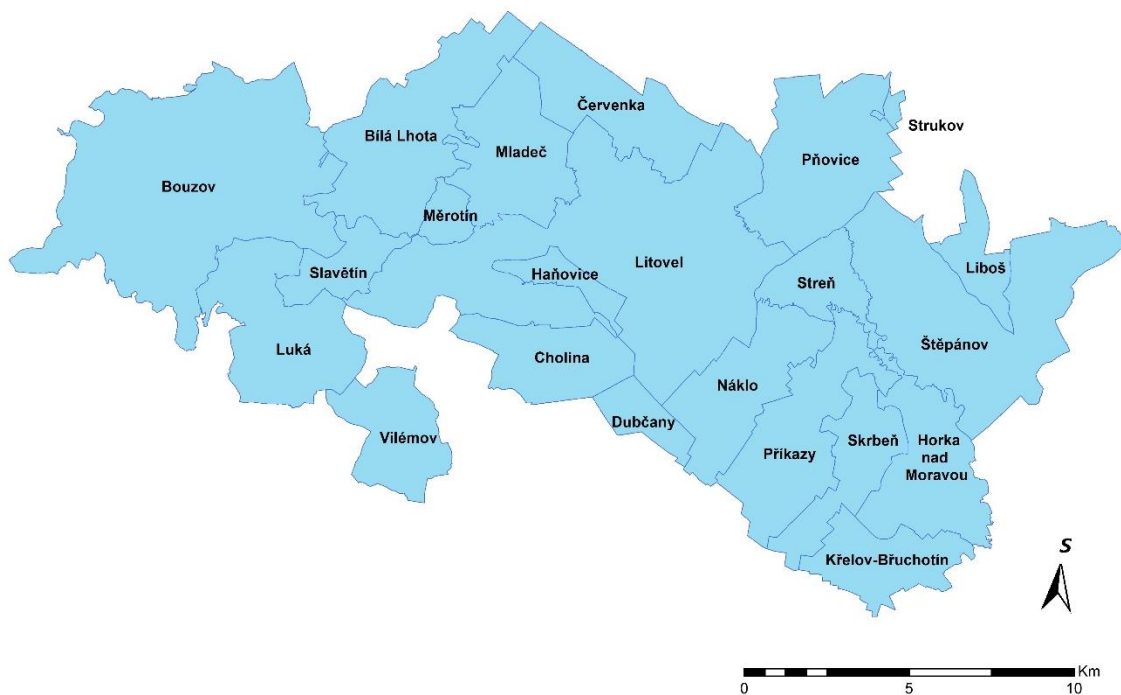 Červenka
Strukov
Bílá Lhota
Mladeč
Pňovice
Bouzov
Měrotín
Haňovice
Litovel
Liboš
Slavětín
Streň
Štěpánov
Luká
Cholina
Náklo
Dubčany
Vilémov
Skrbeň
Horka
nad
Moravou
Příkazy
Křelov-Břuchotín
S
Km
0
5
10